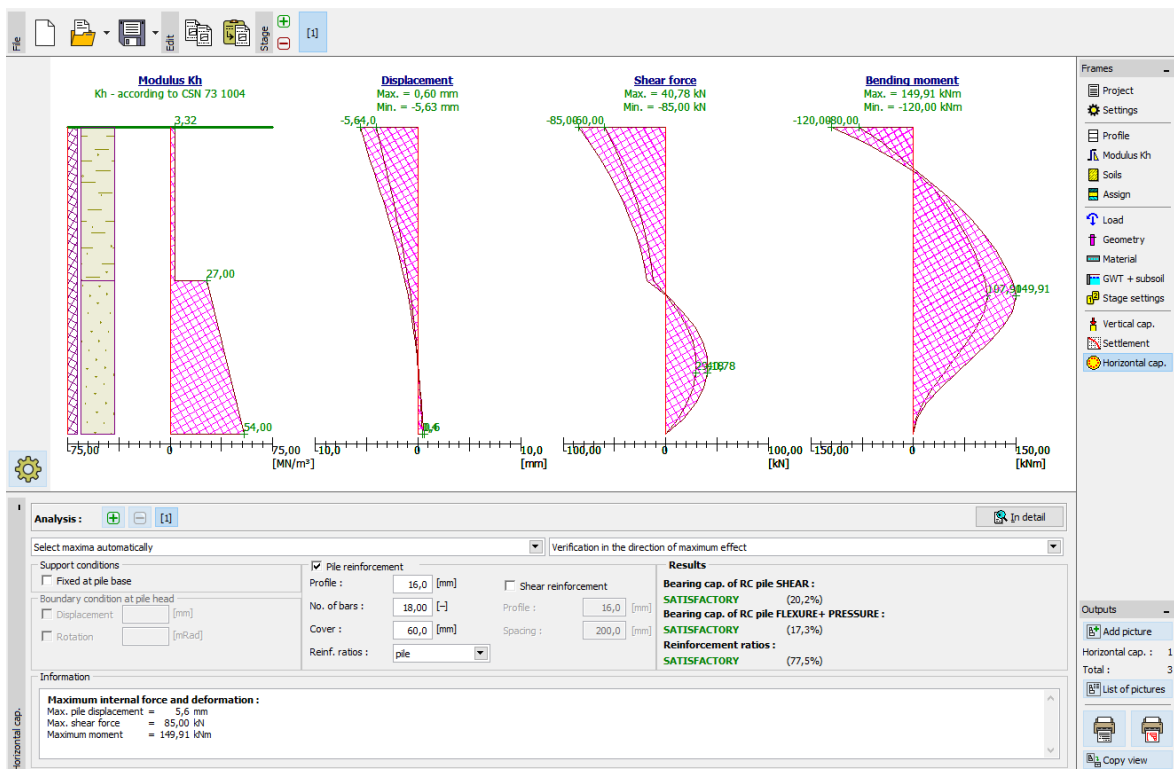 File
Edit
Stage
[1]
Modulus Kh
Kh - according to CSN 73 1004
Displacement
Max. = 0,60 mm
Min. = -5,63 mm
Shear force
Max. = 40,78 kN
Min. = -85,00 kN
Bending moment
Max. = 149,91 kNm
Min. = -120,00 kNm
3,32
-5,6
4,0
-85,00
60,00
-120,00
-80,00
27,00
107,91
149,91
40,78
54,00
-75,00 0 75,00
[MN/m³]
-10,0 0 10,0
[mm]
-100,00 0 100,00
[kN]
-150,00 0 150,00
[kNm]
Frames
Project
Settings
Profile
Modulus Kh
Soils
Assign
Load
Geometry
Material
GWT + subsoil
Stage settings
Vertical cap.
Settlement
Horizontal cap.
Analysis :
[1]
In detail
Select maxima automatically
Verification in the direction of maximum effect
Support conditions
Fixed at pile base
Boundary condition at pile head
Displacement [mm]
Rotation [mRad]
Pile reinforcement
Profile : 16,0 [mm]
No. of bars : 18,00 [–]
Cover : 60,0 [mm]
Reinf. ratios : pile
Shear reinforcement
Profile : 16,0 [mm]
Spacing : 200,0 [mm]
Results
Bearing cap. of RC pile SHEAR :
SATISFACTORY (20,2%)
Bearing cap. of RC pile FLEXURE+ PRESSURE :
SATISFACTORY (17,3%)
Reinforcement ratios :
SATISFACTORY (77,5%)
Information
Maximum internal force and deformation :
Max. pile displacement = 5,6 mm
Max. shear force = 85,00 kN
Maximum moment = 149,91 kNm
Horizontal cap.
Outputs
Add picture
Horizontal cap. : 1
Total : 3
List of pictures
Copy view